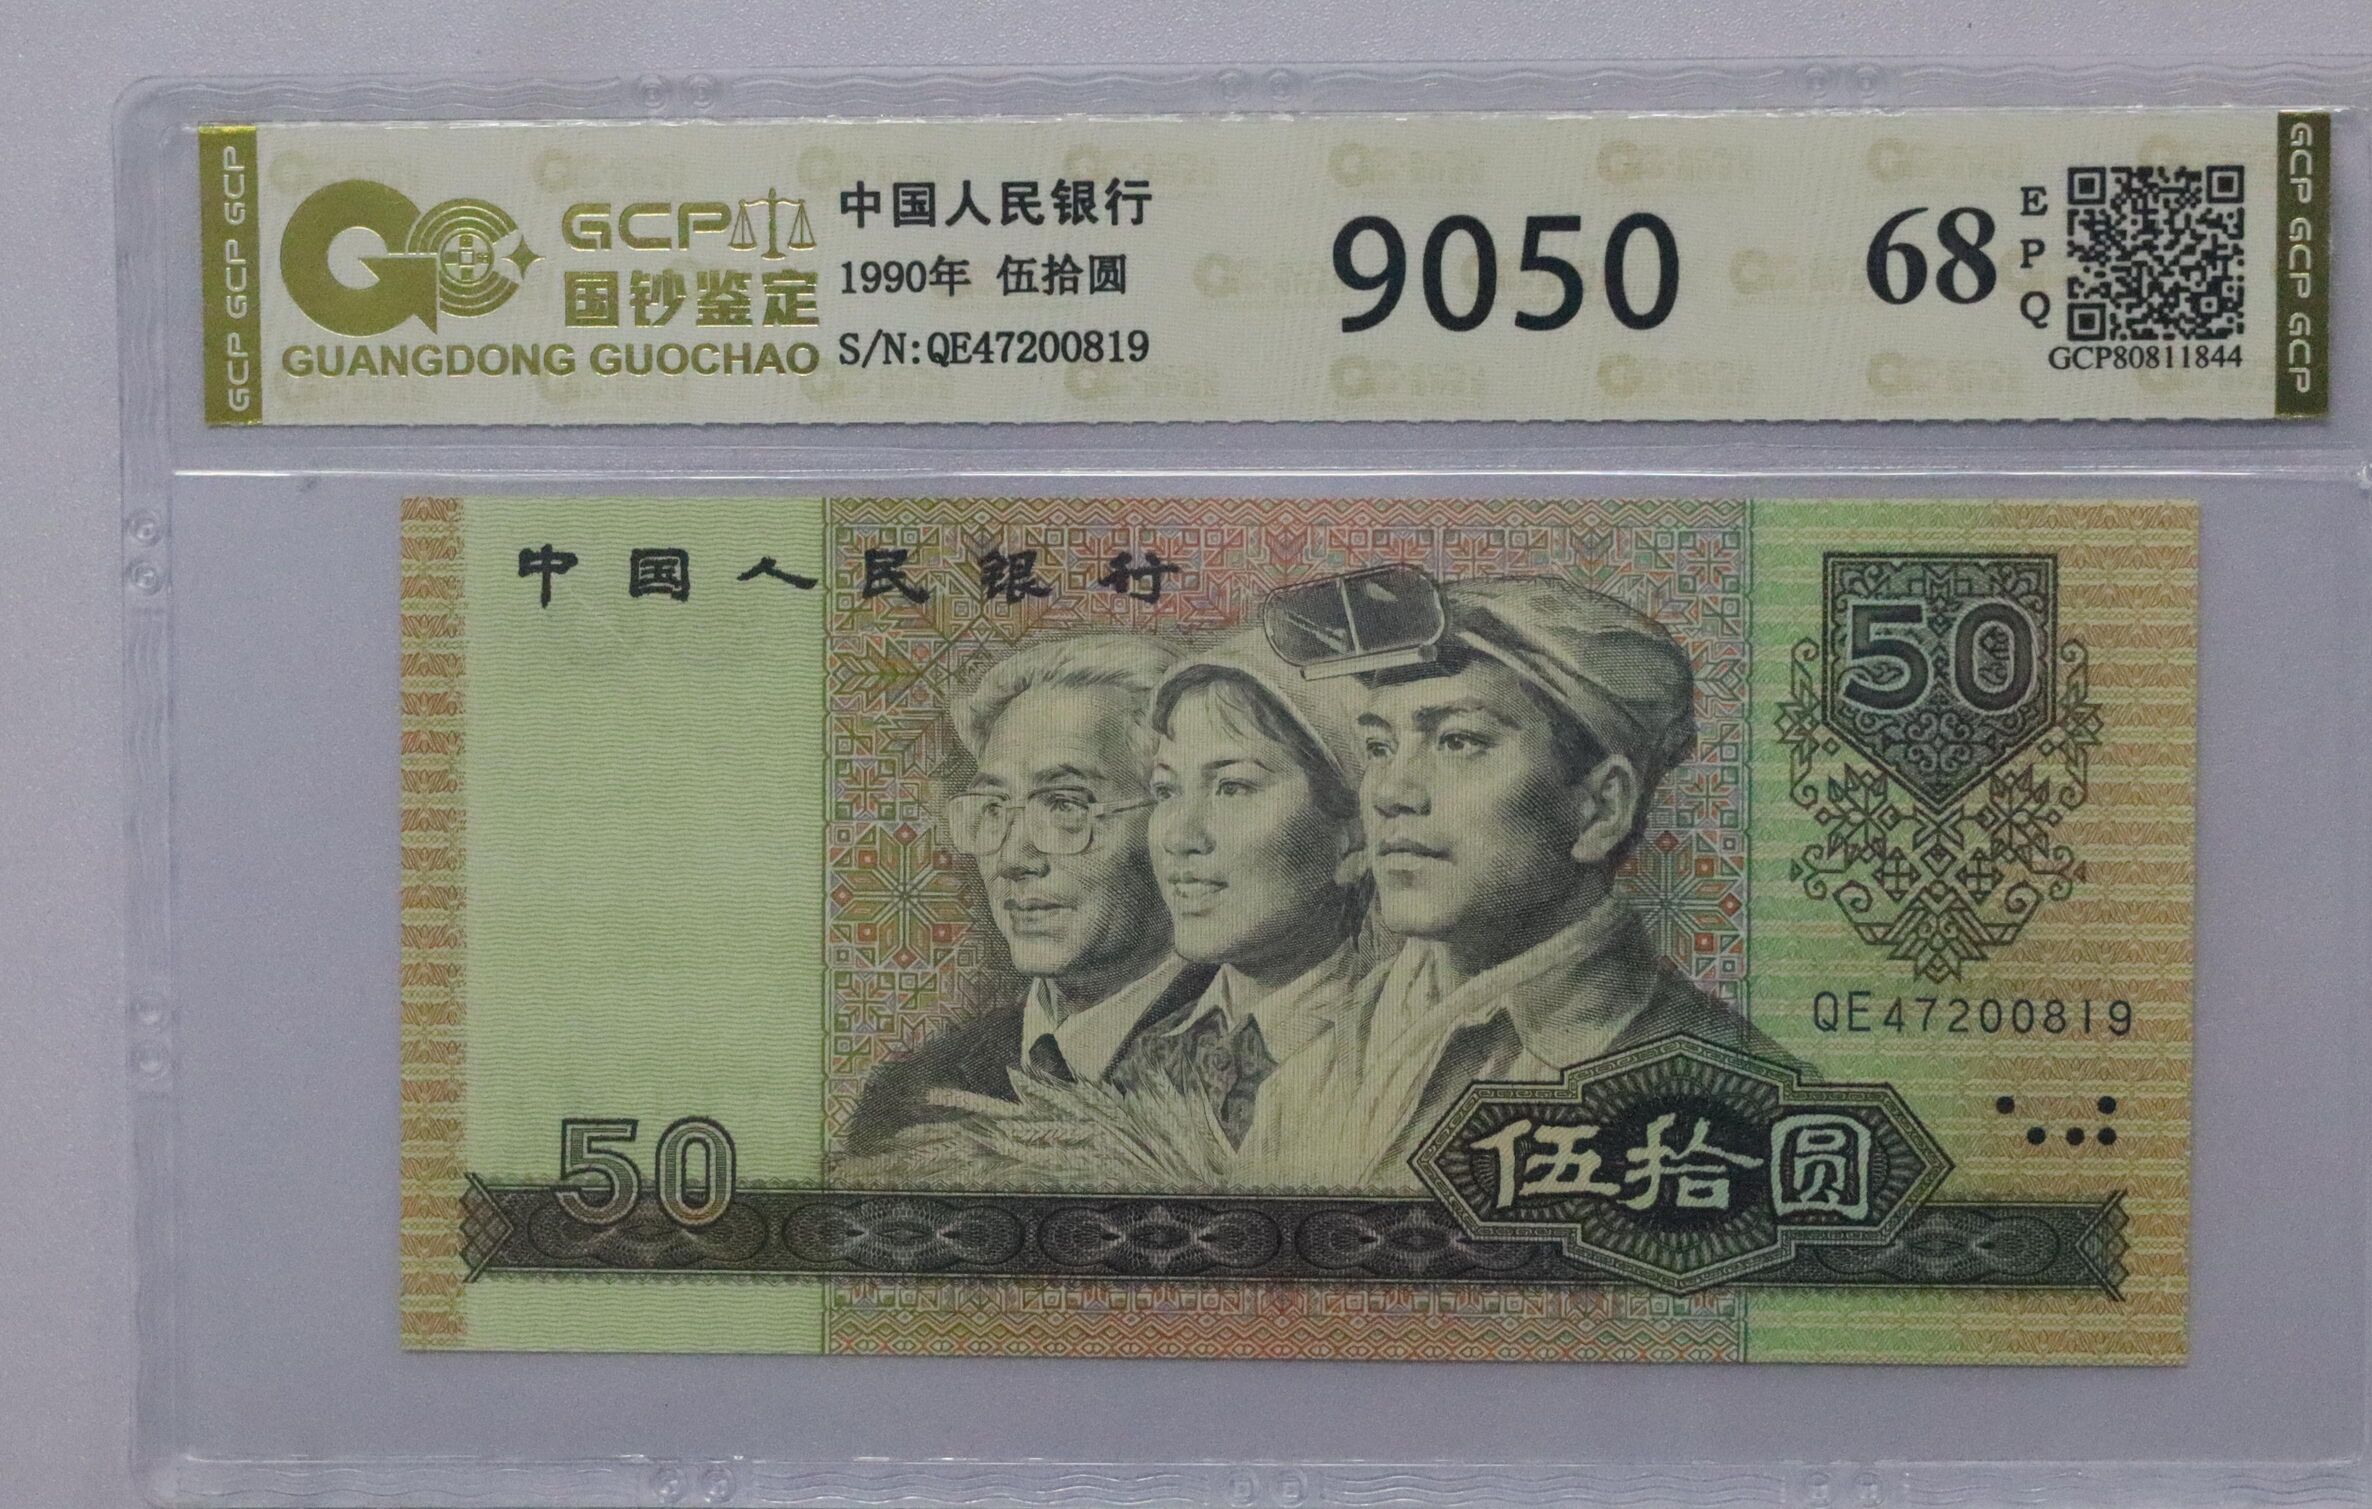 GCP GCP GCP
GCP
国钞鉴定
GUANGDONG GUOCHAO
中国人民银行
1990年 伍拾圆
S/N:QE47200819
9050
68
EPQ
GCP80811844
GCP GCP GCP
中国人民银行
50
QE47200819
50
伍拾圆